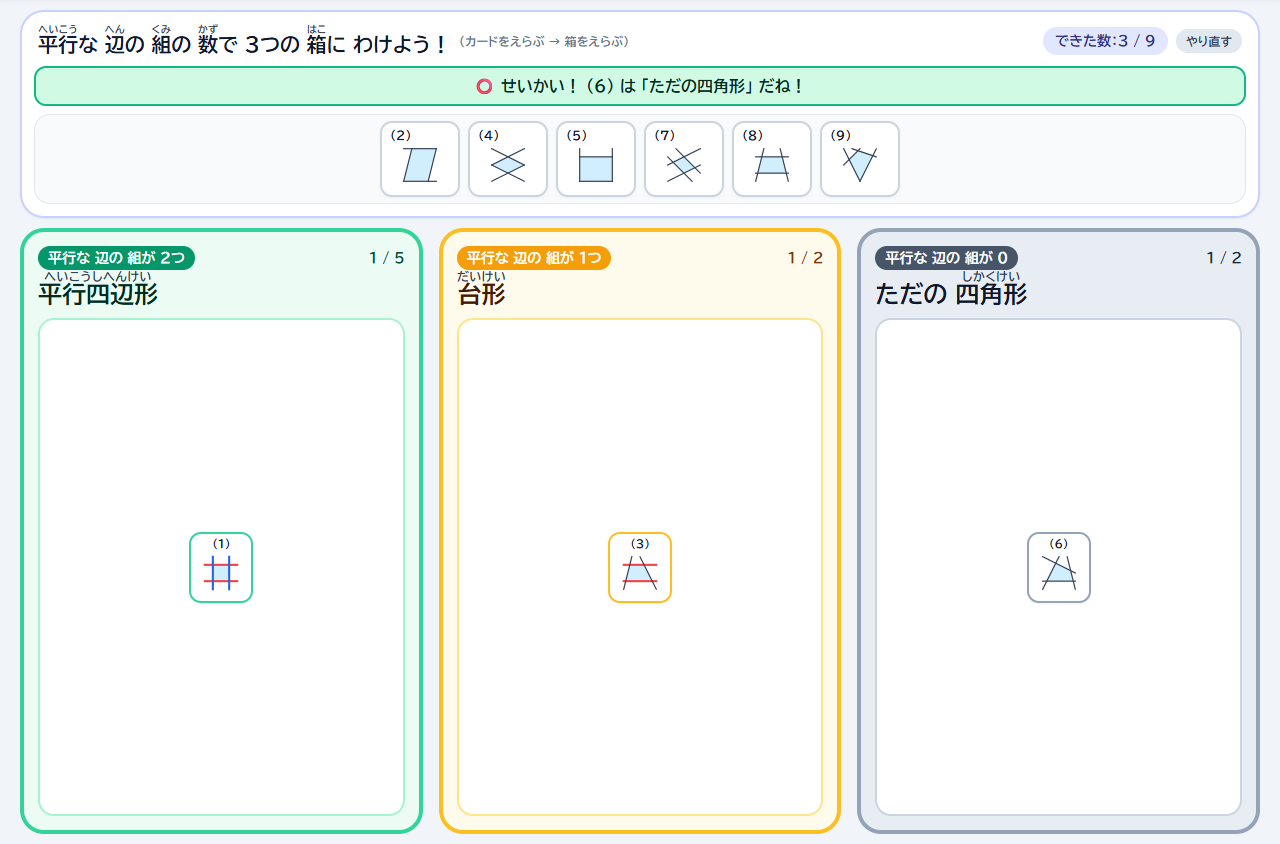 へいこう へん くみ かず はこ
平行な 辺の 組の 数で 3つの 箱に わけよう！ （カードをえらぶ → 箱をえらぶ） できた数：3 / 9 やり直す
⭕ せいかい！（6）は「ただの四角形」だね！
（2） （4） （5） （7） （8） （9）
平行な 辺の 組が 2つ 1 / 5
へいこうしへんけい
平行四辺形
（1）
平行な 辺の 組が 1つ 1 / 2
だいけい
台形
（3）
平行な 辺の 組が 0 1 / 2
しかくけい
ただの 四角形
（6）